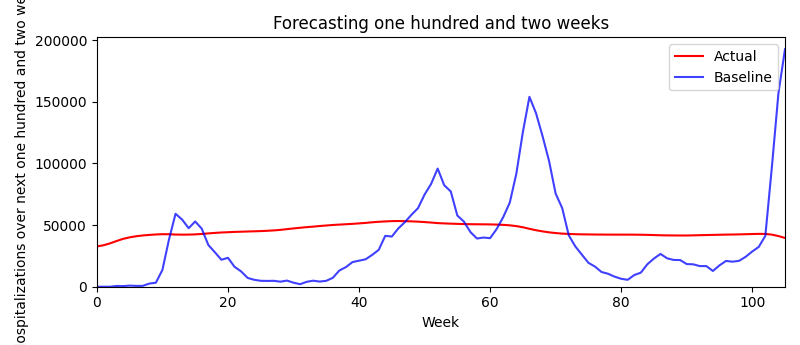 Forecasting one hundred and two weeks
ospitalizations over next one hundred and two we
200000
150000
100000
50000
0
Actual
Baseline
0 20 40 60 80 100
Week